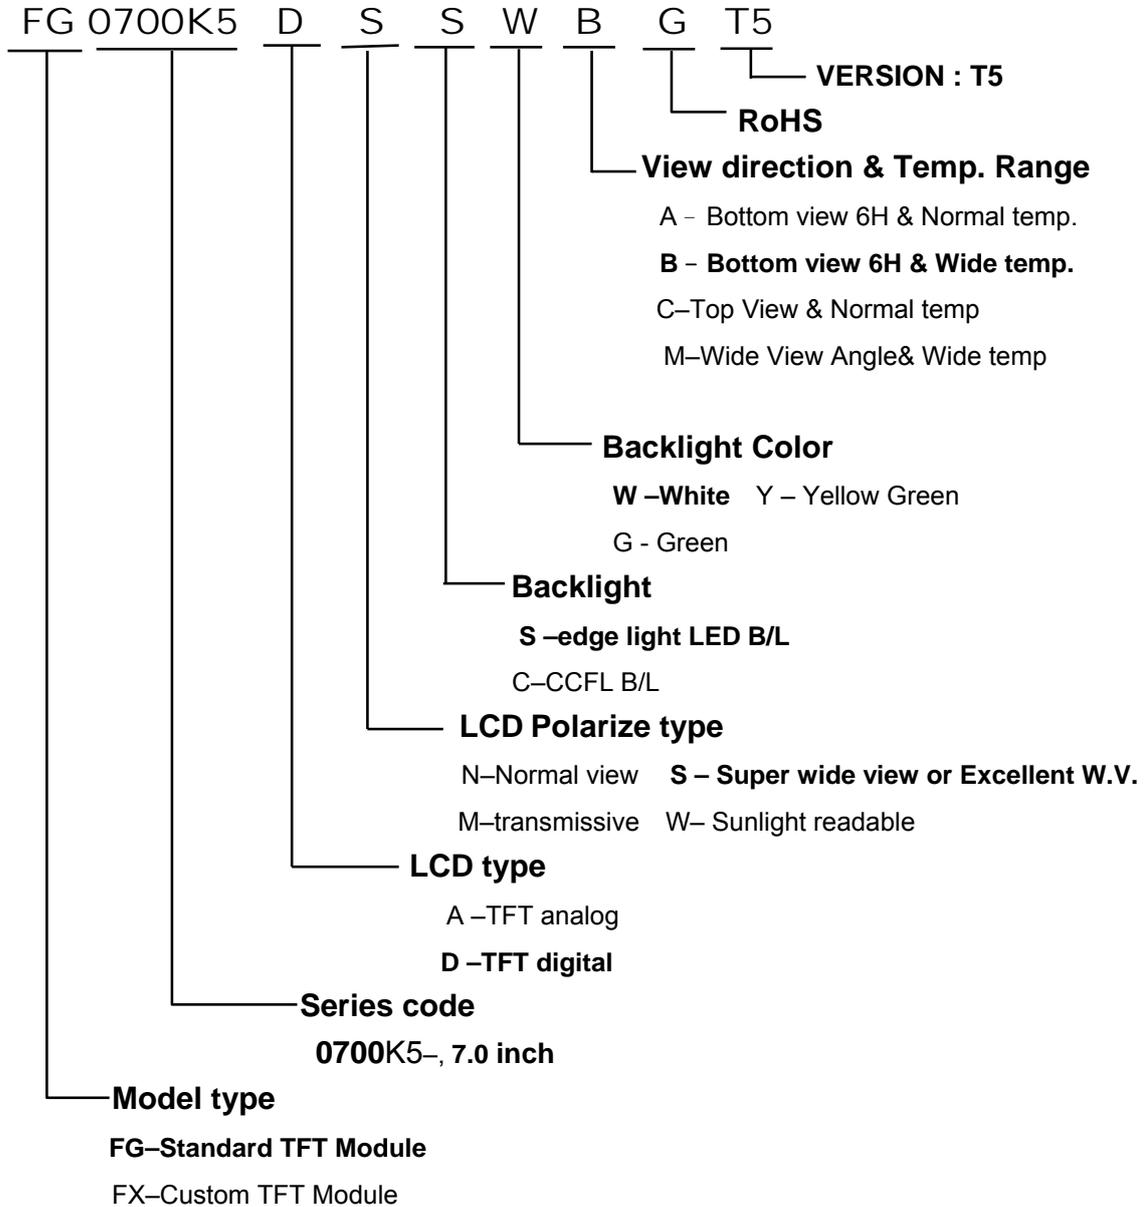 FG 0700K5 D S S W B G T5
VERSION : T5
RoHS
View direction & Temp. Range
A - Bottom view 6H & Normal temp.
B - Bottom view 6H & Wide temp.
C–Top View & Normal temp
M–Wide View Angle& Wide temp
Backlight Color
W –White Y – Yellow Green
G - Green
Backlight
S –edge light LED B/L
C–CCFL B/L
LCD Polarize type
N–Normal view S – Super wide view or Excellent W.V.
M–transmissive W– Sunlight readable
LCD type
A –TFT analog
D –TFT digital
Series code
0700K5–, 7.0 inch
Model type
FG–Standard TFT Module
FX–Custom TFT Module